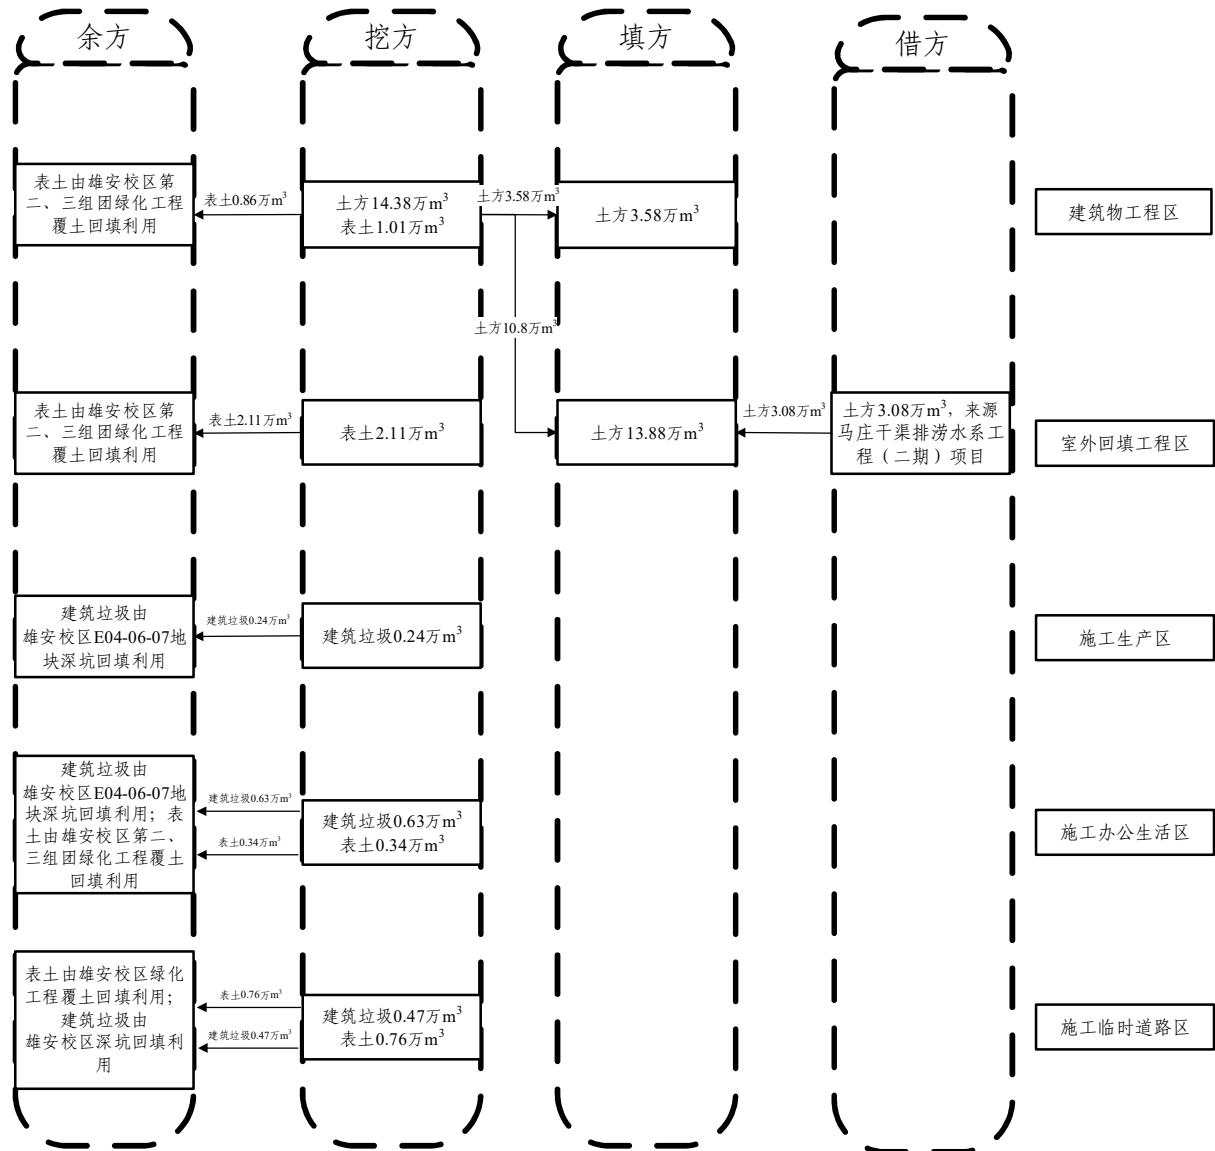 余方
挖方
填方
借方
表土由雄安校区第
二、三组团绿化工程
覆土回填利用
表土0.86万m³
土方14.38万m³
表土1.01万m³
土方3.58万m³
土方3.58万m³
建筑物工程区
土方10.8万m³
表土由雄安校区第
二、三组团绿化工程
覆土回填利用
表土2.11万m³
表土2.11万m³
土方13.88万m³
土方3.08万m³
土方3.08万m³，来源
马庄干渠排涝水系工
程（二期）项目
室外回填工程区
建筑垃圾由
雄安校区E04-06-07地
块深坑回填利用
建筑垃圾0.24万m³
建筑垃圾0.24万m³
施工生产区
建筑垃圾由
雄安校区E04-06-07地
块深坑回填利用；表
土由雄安校区第二、
三组团绿化工程覆土
回填利用
建筑垃圾0.63万m³
表土0.34万m³
建筑垃圾0.63万m³
表土0.34万m³
施工办公生活区
表土由雄安校区绿化
工程覆土回填利用；
建筑垃圾由
雄安校区深坑回填利
用
表土0.76万m³
建筑垃圾0.47万m³
建筑垃圾0.47万m³
表土0.76万m³
施工临时道路区